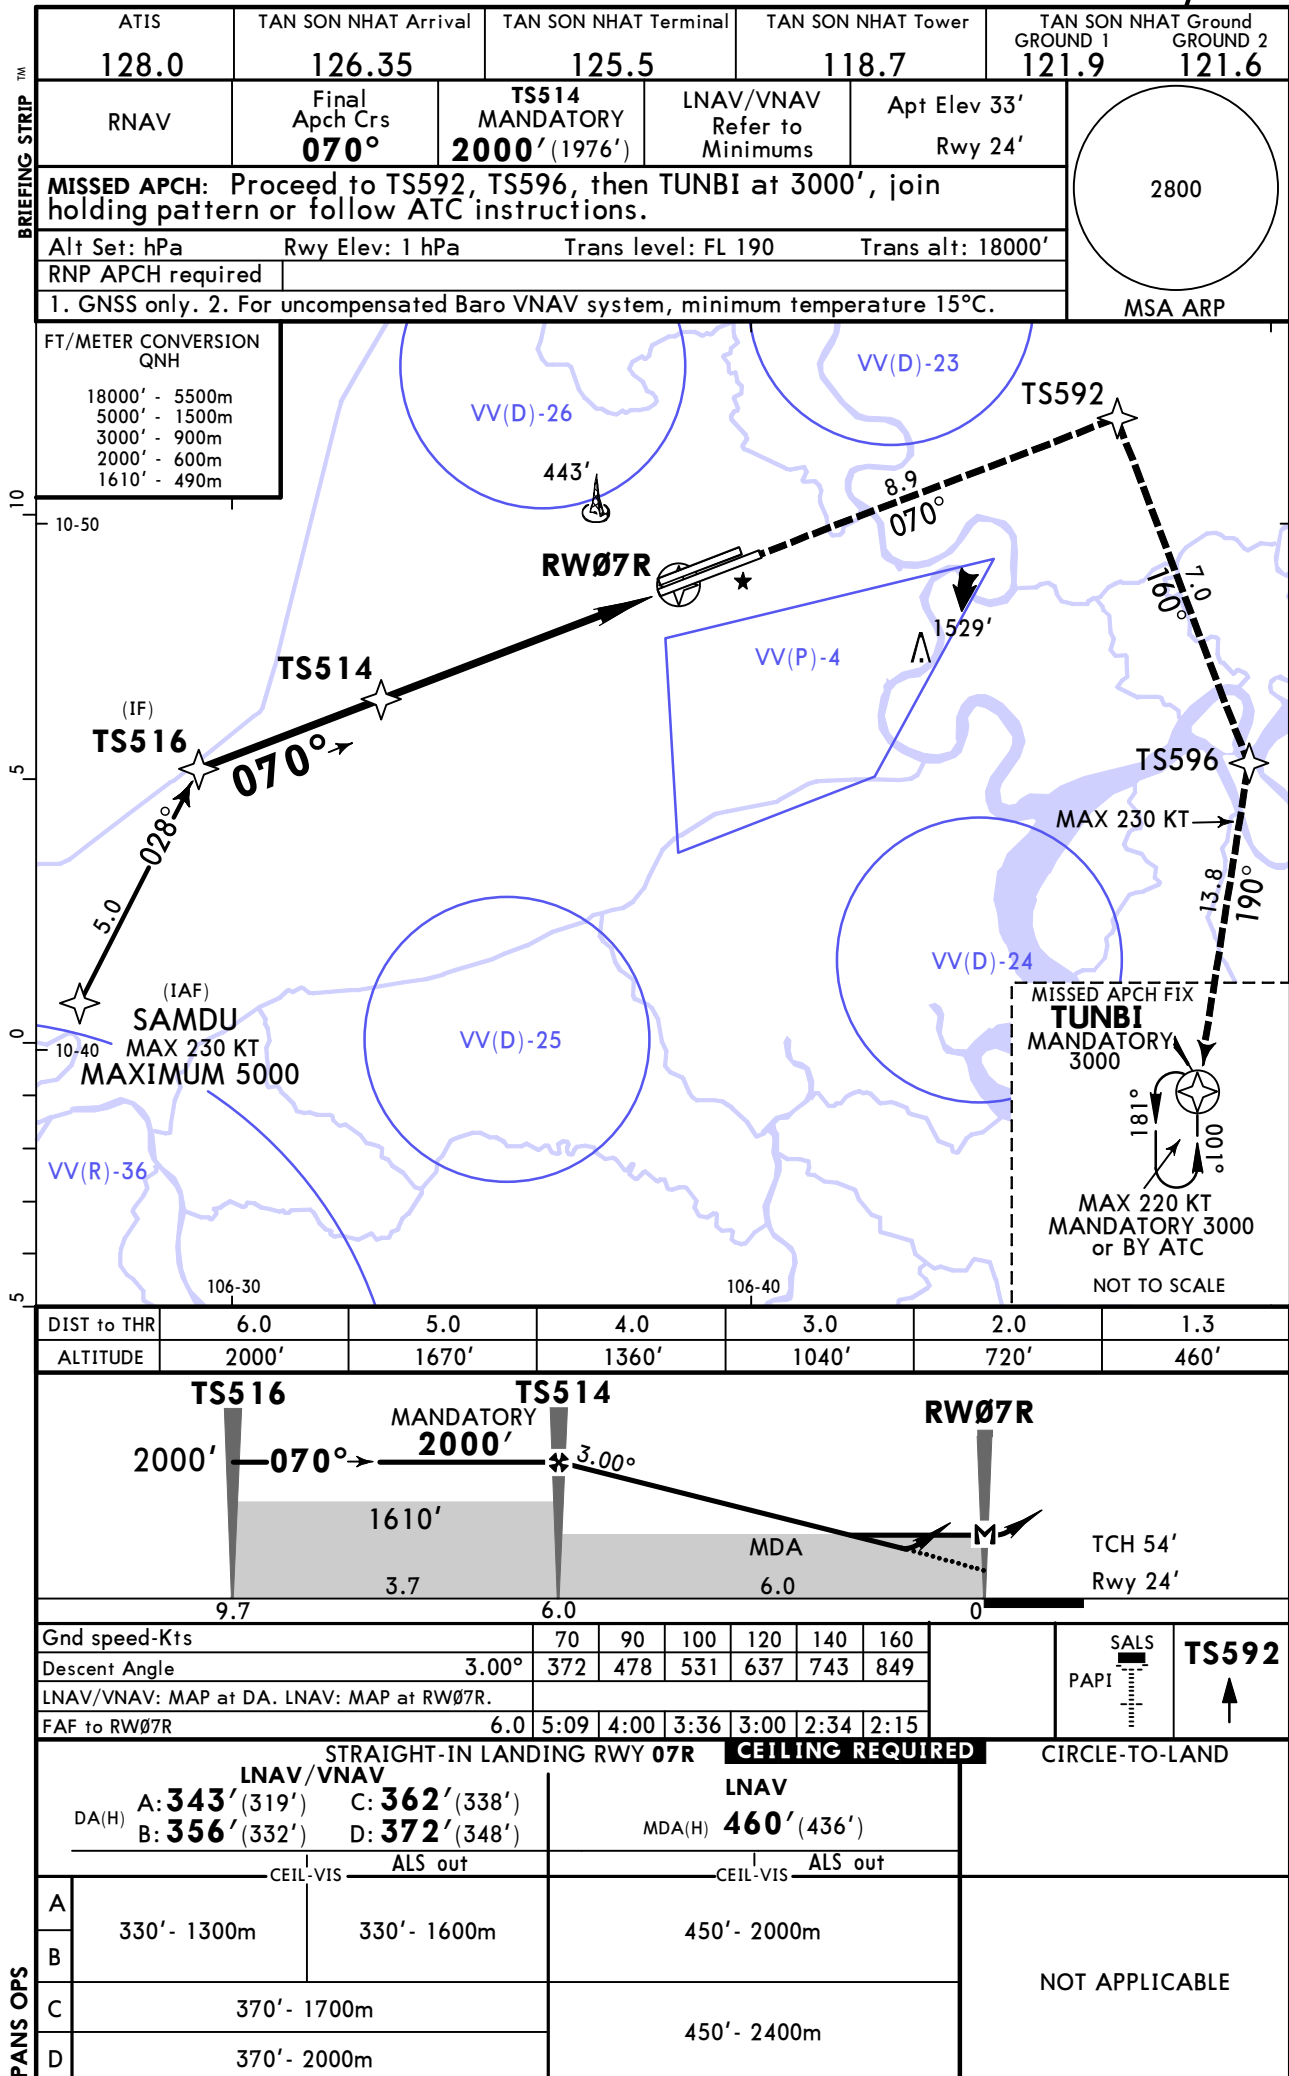 BRIEFING STRIP TM
ATIS
128.0
TAN SON NHAT Arrival
126.35
TAN SON NHAT Terminal
125.5
TAN SON NHAT Tower
118.7
TAN SON NHAT Ground
GROUND 1 GROUND 2
121.9 121.6
RNAV
Final
Apch Crs
070°
TS514
MANDATORY
2000' (1976')
LNAV/VNAV
Refer to
Minimums
Apt Elev 33'
Rwy 24'
MISSED APCH: Proceed to TS592, TS596, then TUNBI at 3000', join
holding pattern or follow ATC instructions.
Alt Set: hPa Rwy Elev: 1 hPa Trans level: FL 190 Trans alt: 18000'
RNP APCH required
1. GNSS only. 2. For uncompensated Baro VNAV system, minimum temperature 15°C.
2800
MSA ARP
FT/METER CONVERSION
QNH
18000' - 5500m
5000' - 1500m
3000' - 900m
2000' - 600m
1610' - 490m
VV(D)-26
VV(D)-23
TS592
443'
8.9
070°
10
10-50
RWØ7R
7.0
160°
1529'
VV(P)-4
TS514
(IF)
TS516
070°
TS596
5
028°
MAX 230 KT
5.0
13.8
190°
VV(D)-24
(IAF)
SAMDU
MAX 230 KT
MAXIMUM 5000
0
10-40
VV(D)-25
MISSED APCH FIX
TUNBI
MANDATORY
3000
181°
001°
VV(R)-36
MAX 220 KT
MANDATORY 3000
or BY ATC
NOT TO SCALE
5
106-30
106-40
DIST to THR 6.0 5.0 4.0 3.0 2.0 1.3
ALTITUDE 2000' 1670' 1360' 1040' 720' 460'
TS516
TS514
RWØ7R
MANDATORY
2000'
2000'
070°
3.00°
1610'
MDA
TCH 54'
Rwy 24'
3.7
6.0
9.7
6.0
0
Gnd speed-Kts 70 90 100 120 140 160
Descent Angle 3.00° 372 478 531 637 743 849
LNAV/VNAV: MAP at DA. LNAV: MAP at RWØ7R.
FAF to RWØ7R 6.0 5:09 4:00 3:36 3:00 2:34 2:15
SALS
PAPI
TS592
STRAIGHT-IN LANDING RWY 07R CEILING REQUIRED
CIRCLE-TO-LAND
LNAV/VNAV
DA(H)
A: 343' (319') C: 362' (338')
B: 356' (332') D: 372' (348')
LNAV
MDA(H) 460' (436')
ALS out
CEIL-VIS
ALS out
CEIL-VIS
A
B
330' - 1300m
330' - 1600m
450' - 2000m
C
370' - 1700m
D
370' - 2000m
450' - 2400m
NOT APPLICABLE
PANS OPS